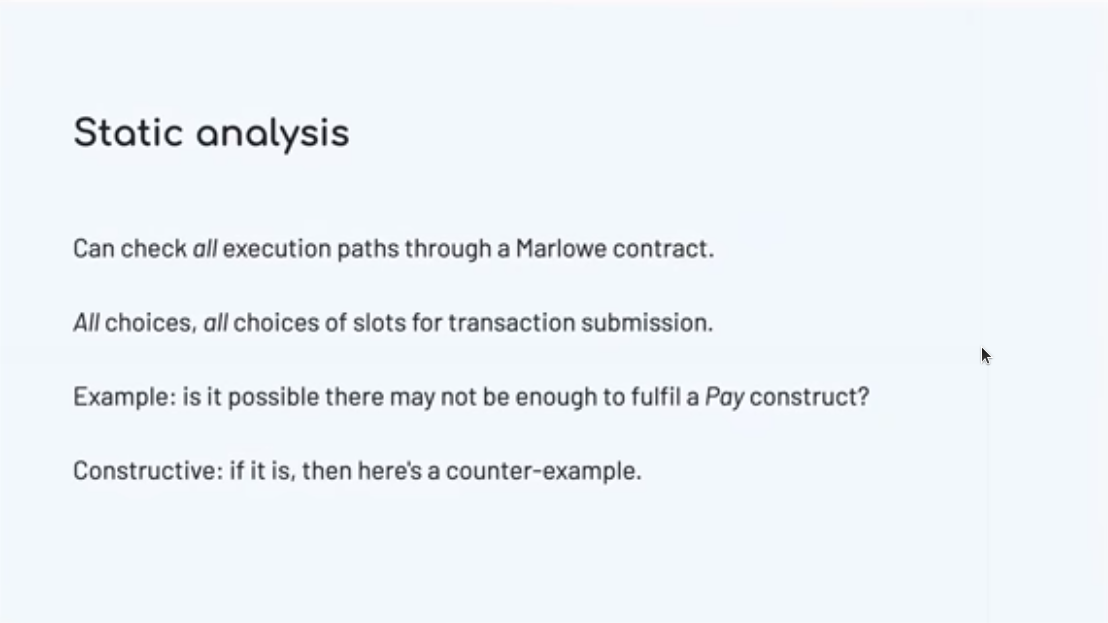 Static analysis
Can check all execution paths through a Marlowe contract.
All choices, all choices of slots for transaction submission.
Example: is it possible there may not be enough to fulfil a Pay construct?
Constructive: if it is, then here's a counter-example.